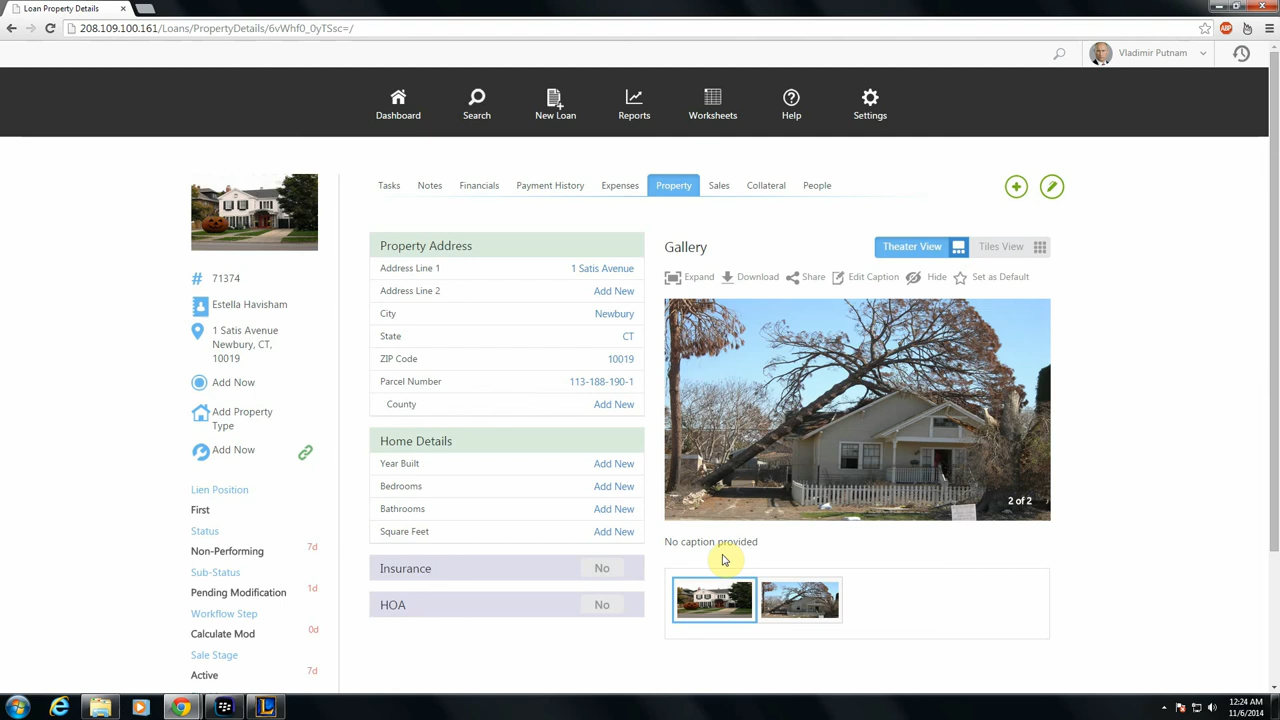 Loan Property Details
208.109.100.161/Loans/PropertyDetails/6vWhf0_0yTSsc=/
ABP
Vladimir Putnam
Dashboard
Search
New Loan
Reports
Worksheets
Help
Settings
Tasks
Notes
Financials
Payment History
Expenses
Property
Sales
Collateral
People
# 71374
Estella Havisham
1 Satis Avenue
Newbury, CT,
10019
Add Now
Add Property
Type
Add Now
Lien Position
First
Status
Non-Performing 7d
Sub-Status
Pending Modification 1d
Workflow Step
Calculate Mod 0d
Sale Stage
Active 7d
Property Address
Address Line 1 1 Satis Avenue
Address Line 2 Add New
City Newbury
State CT
ZIP Code 10019
Parcel Number 113-188-190-1
County Add New
Home Details
Year Built Add New
Bedrooms Add New
Bathrooms Add New
Square Feet Add New
Insurance No
HOA No
Gallery
Theater View
Tiles View
Expand
Download
Share
Edit Caption
Hide
Set as Default
2 of 2
No caption provided
12:24 AM
11/6/2014